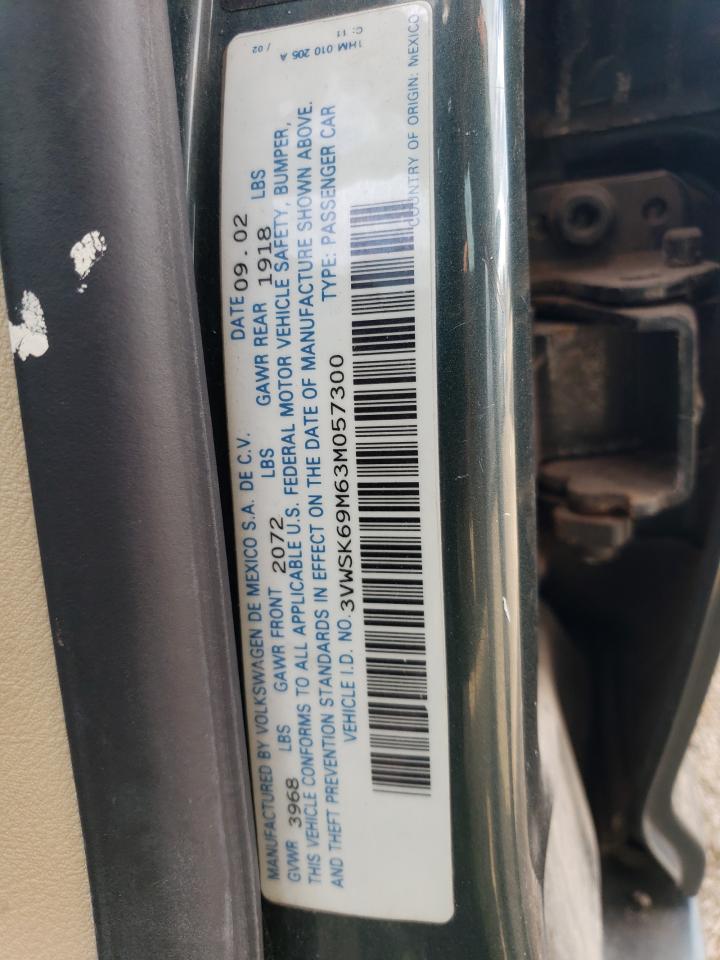 MANUFACTURED BY VOLKSWAGEN DE MEXICO S.A. DE C.V. DATE 09.02
GVWR 3968 LBS GAWR FRONT 2072 LBS GAWR REAR 1918 LBS
THIS VEHICLE CONFORMS TO ALL APPLICABLE U.S. FEDERAL MOTOR VEHICLE SAFETY, BUMPER,
AND THEFT PREVENTION STANDARDS IN EFFECT ON THE DATE OF MANUFACTURE SHOWN ABOVE.
VEHICLE I.D. NO. 3VWSK69M63M057300 TYPE: PASSENGER CAR
COUNTRY OF ORIGIN: MEXICO
/ 02
1HM 010 205 A
C: 11